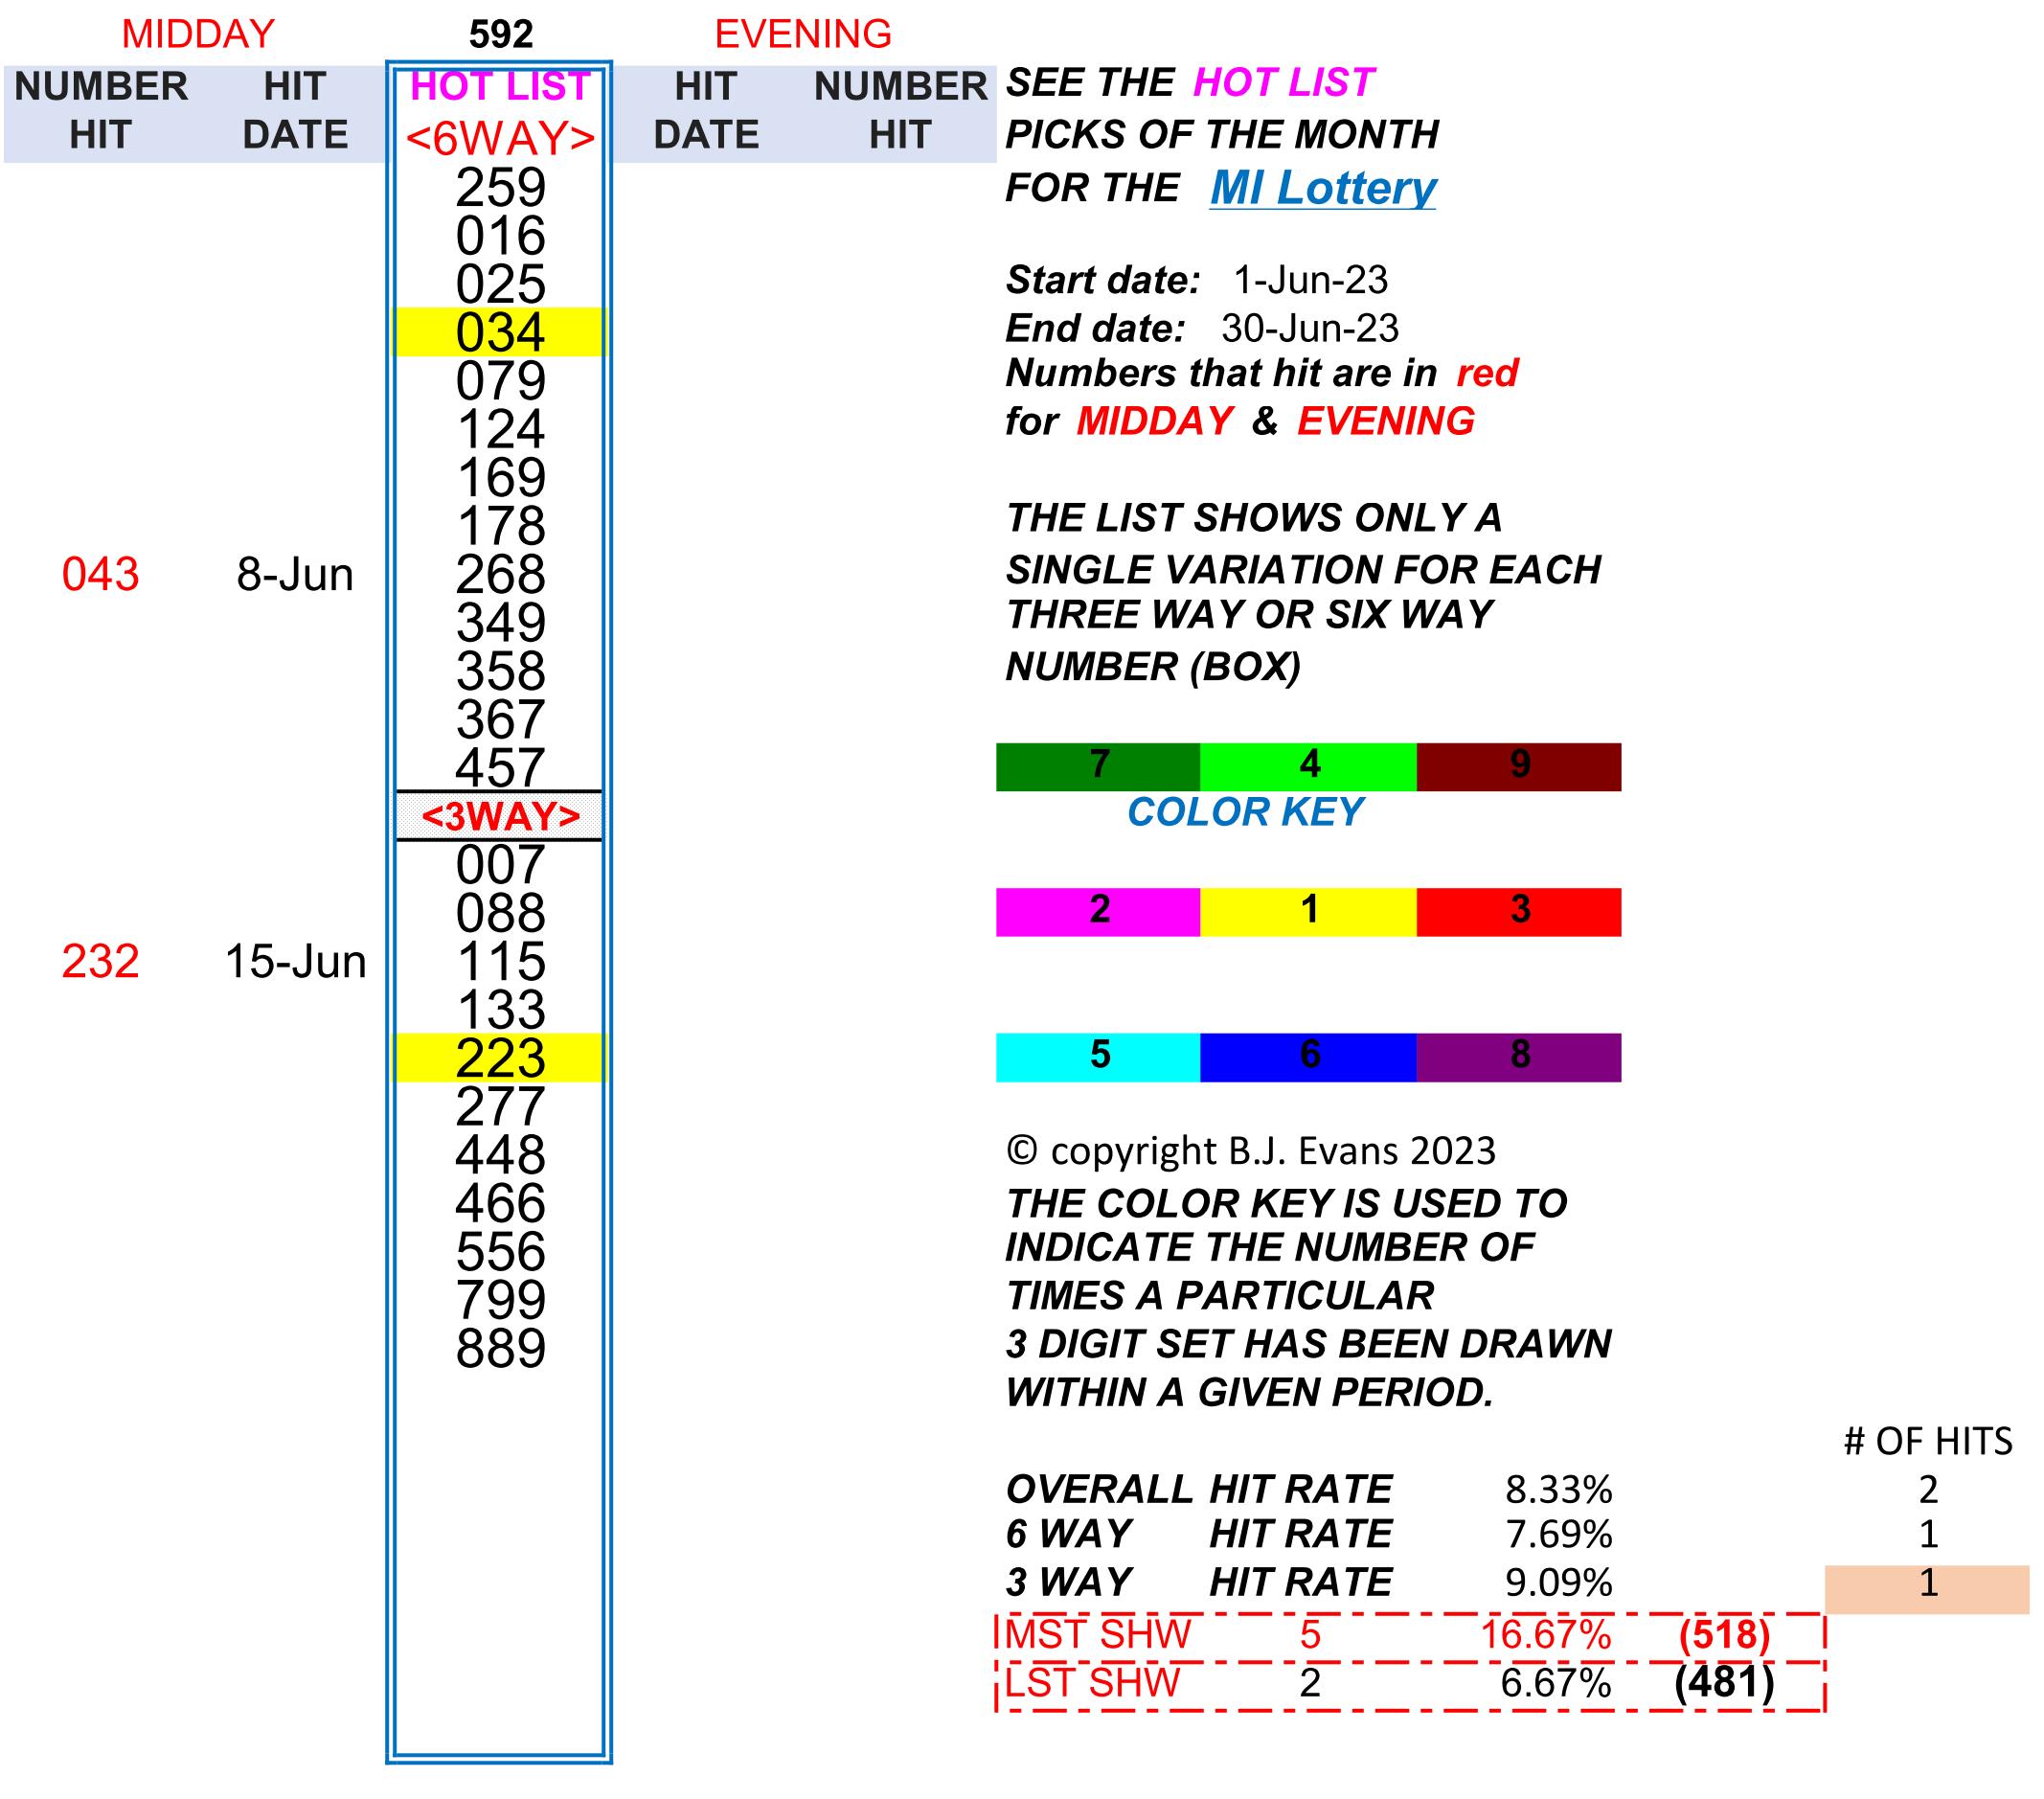 MIDDAY 592 EVENING
NUMBER HIT HOT LIST HIT NUMBER
HIT DATE <6WAY> DATE HIT
259
016
025
034
079
124
169
178
043 8-Jun 268
349
358
367
457
<3WAY>
007
088
232 15-Jun 115
133
223
277
448
466
556
799
889
SEE THE HOT LIST
PICKS OF THE MONTH
FOR THE MI Lottery
Start date: 1-Jun-23
End date: 30-Jun-23
Numbers that hit are in red
for MIDDAY & EVENING
THE LIST SHOWS ONLY A
SINGLE VARIATION FOR EACH
THREE WAY OR SIX WAY
NUMBER (BOX)
7 4 9
COLOR KEY
2 1 3
5 6 8
© copyright B.J. Evans 2023
THE COLOR KEY IS USED TO
INDICATE THE NUMBER OF
TIMES A PARTICULAR
3 DIGIT SET HAS BEEN DRAWN
WITHIN A GIVEN PERIOD.
# OF HITS
OVERALL HIT RATE 8.33% 2
6 WAY HIT RATE 7.69% 1
3 WAY HIT RATE 9.09% 1
MST SHW 5 16.67% (518)
LST SHW 2 6.67% (481)